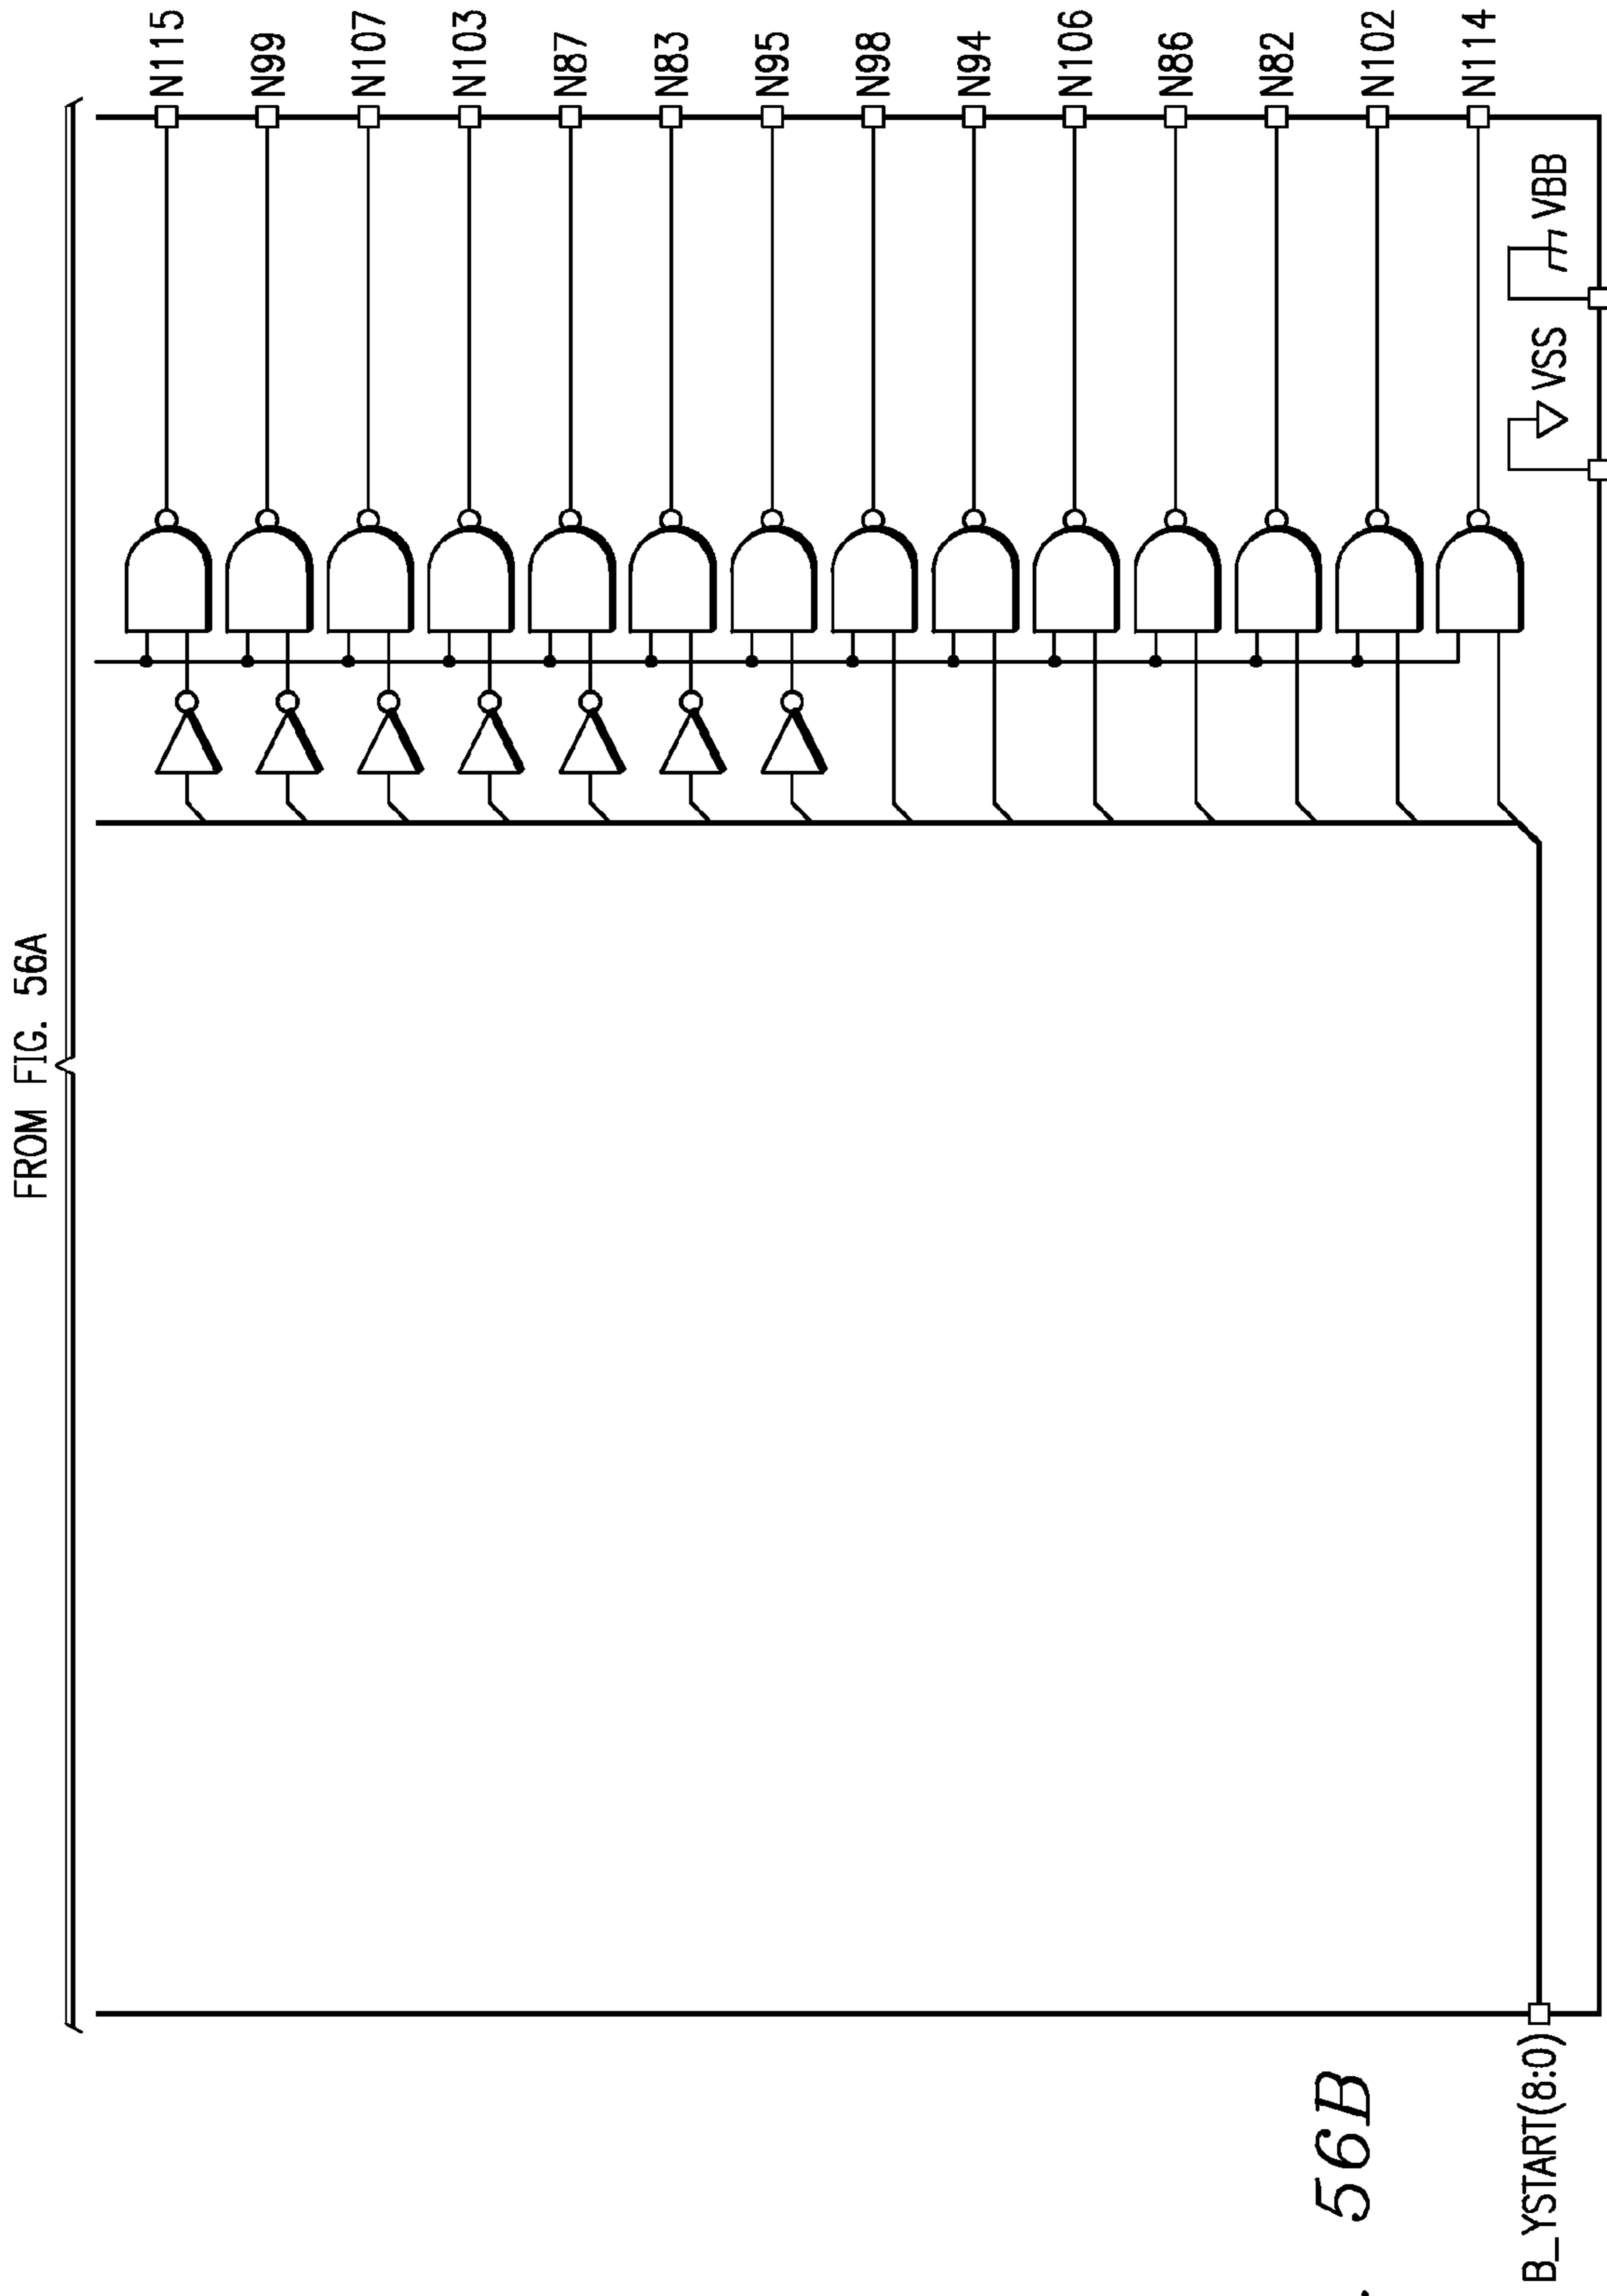 FROM FIG. 56A
N115
N99
N107
N103
N87
N83
N95
N98
N94
N106
N86
N82
N102
N114
VSS
VBB
B_YSTART(8:0)
56B